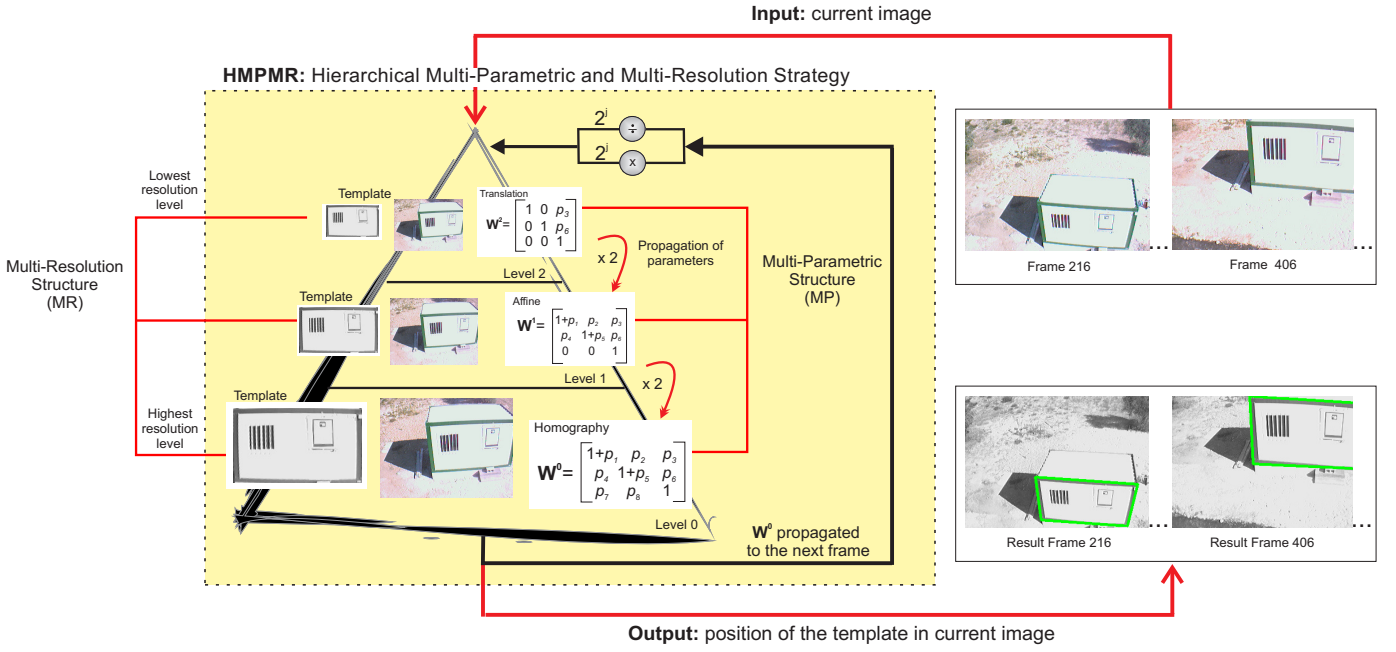 Input: current image
HMPMR: Hierarchical Multi-Parametric and Multi-Resolution Strategy
2^j ÷
2^j x
Lowest
resolution
level
Template
Translation
W² = [1 0 p₃
0 1 p₆
0 0 1]
x 2
Propagation of
parameters
Level 2
Multi-Resolution
Structure
(MR)
Multi-Parametric
Structure
(MP)
Template
Affine
W¹ = [1+p₁ p₂ p₃
p₄ 1+p₅ p₆
0 0 1]
x 2
Level 1
Highest
resolution
level
Template
Homography
W⁰ = [1+p₁ p₂ p₃
p₄ 1+p₅ p₆
p₇ p₈ 1]
Level 0
W⁰ propagated
to the next frame
...
...
Frame 216
Frame 406
...
...
Result Frame 216
Result Frame 406
Output: position of the template in current image